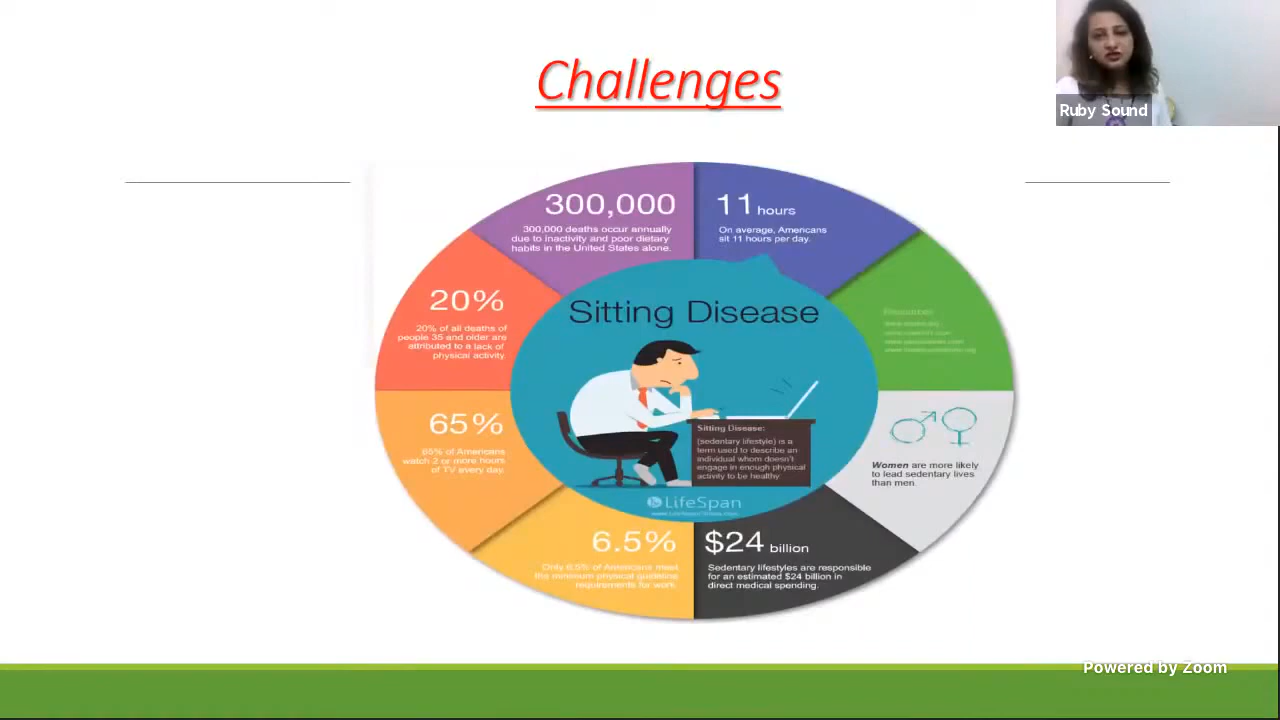 Challenges
Ruby Sound
300,000
300,000 deaths occur annually
due to inactivity and poor dietary
habits in the United States alone.
11 hours
On average, Americans
sit 11 hours per day.
20%
20% of all deaths of
people 35 and older are
attributed to a lack of
physical activity.
Sitting Disease
Resources:
65%
65% of Americans
watch 2 or more hours
of TV every day.
Sitting Disease:
(sedentary lifestyle) is a
term used to describe an
individual whom doesn't
engage in enough physical
activity to be healthy.
Women are more likely
to lead sedentary lives
than men.
LifeSpan
6.5%
Only 6.5% of Americans meet
the minimum physical guideline
requirements for work.
$24 billion
Sedentary lifestyles are responsible
for an estimated $24 billion in
direct medical spending.
Powered by Zoom